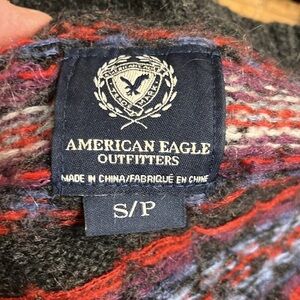 AMERICAN EAGLE
OUTFITTERS
MADE IN CHINA/FABRIQUÉ EN CHINE
S/P